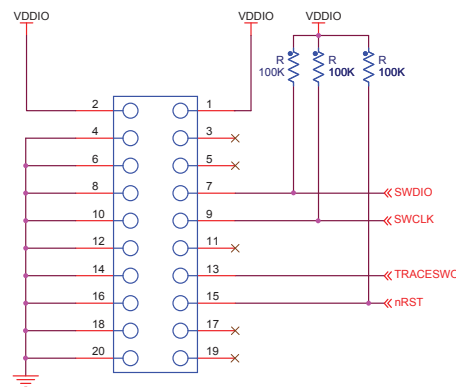 VDDIO VDDIO VDDIO
R 100K R 100K R 100K
2 1
4 3
6 5
8 7 SWDIO
10 9 SWCLK
12 11
14 13 TRACESWO
16 15 nRST
18 17
20 19